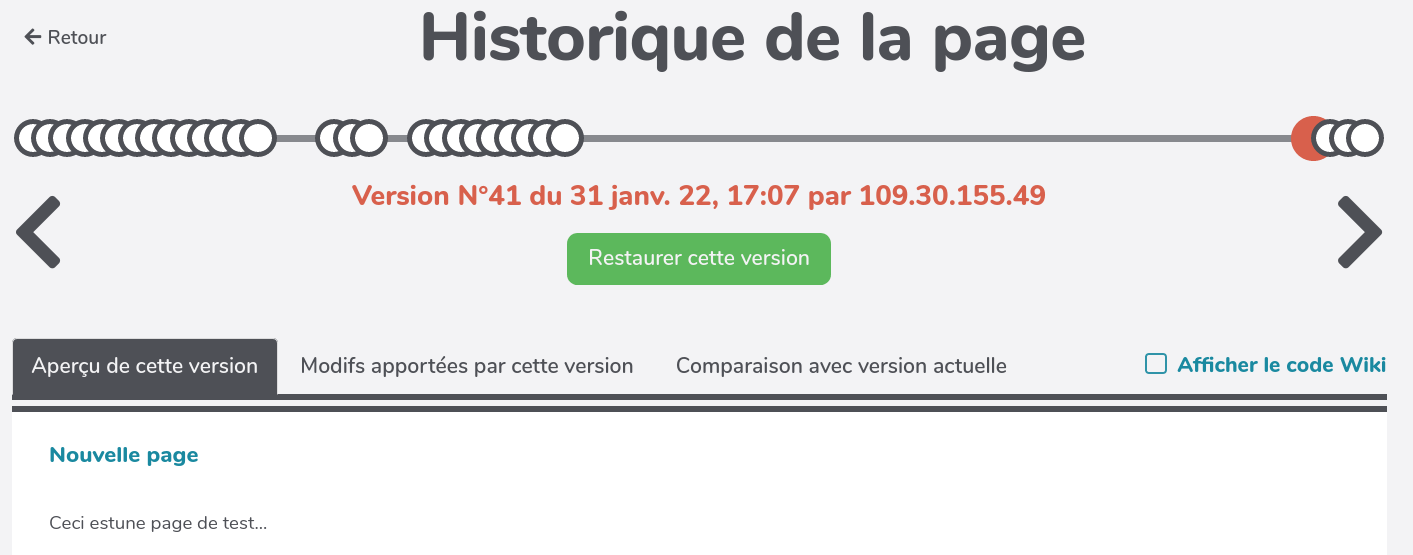 Retour
Historique de la page
Version N°41 du 31 janv. 22, 17:07 par 109.30.155.49
Restaurer cette version
Aperçu de cette version
Modifs apportées par cette version
Comparaison avec version actuelle
Afficher le code Wiki
Nouvelle page
Ceci estune page de test...